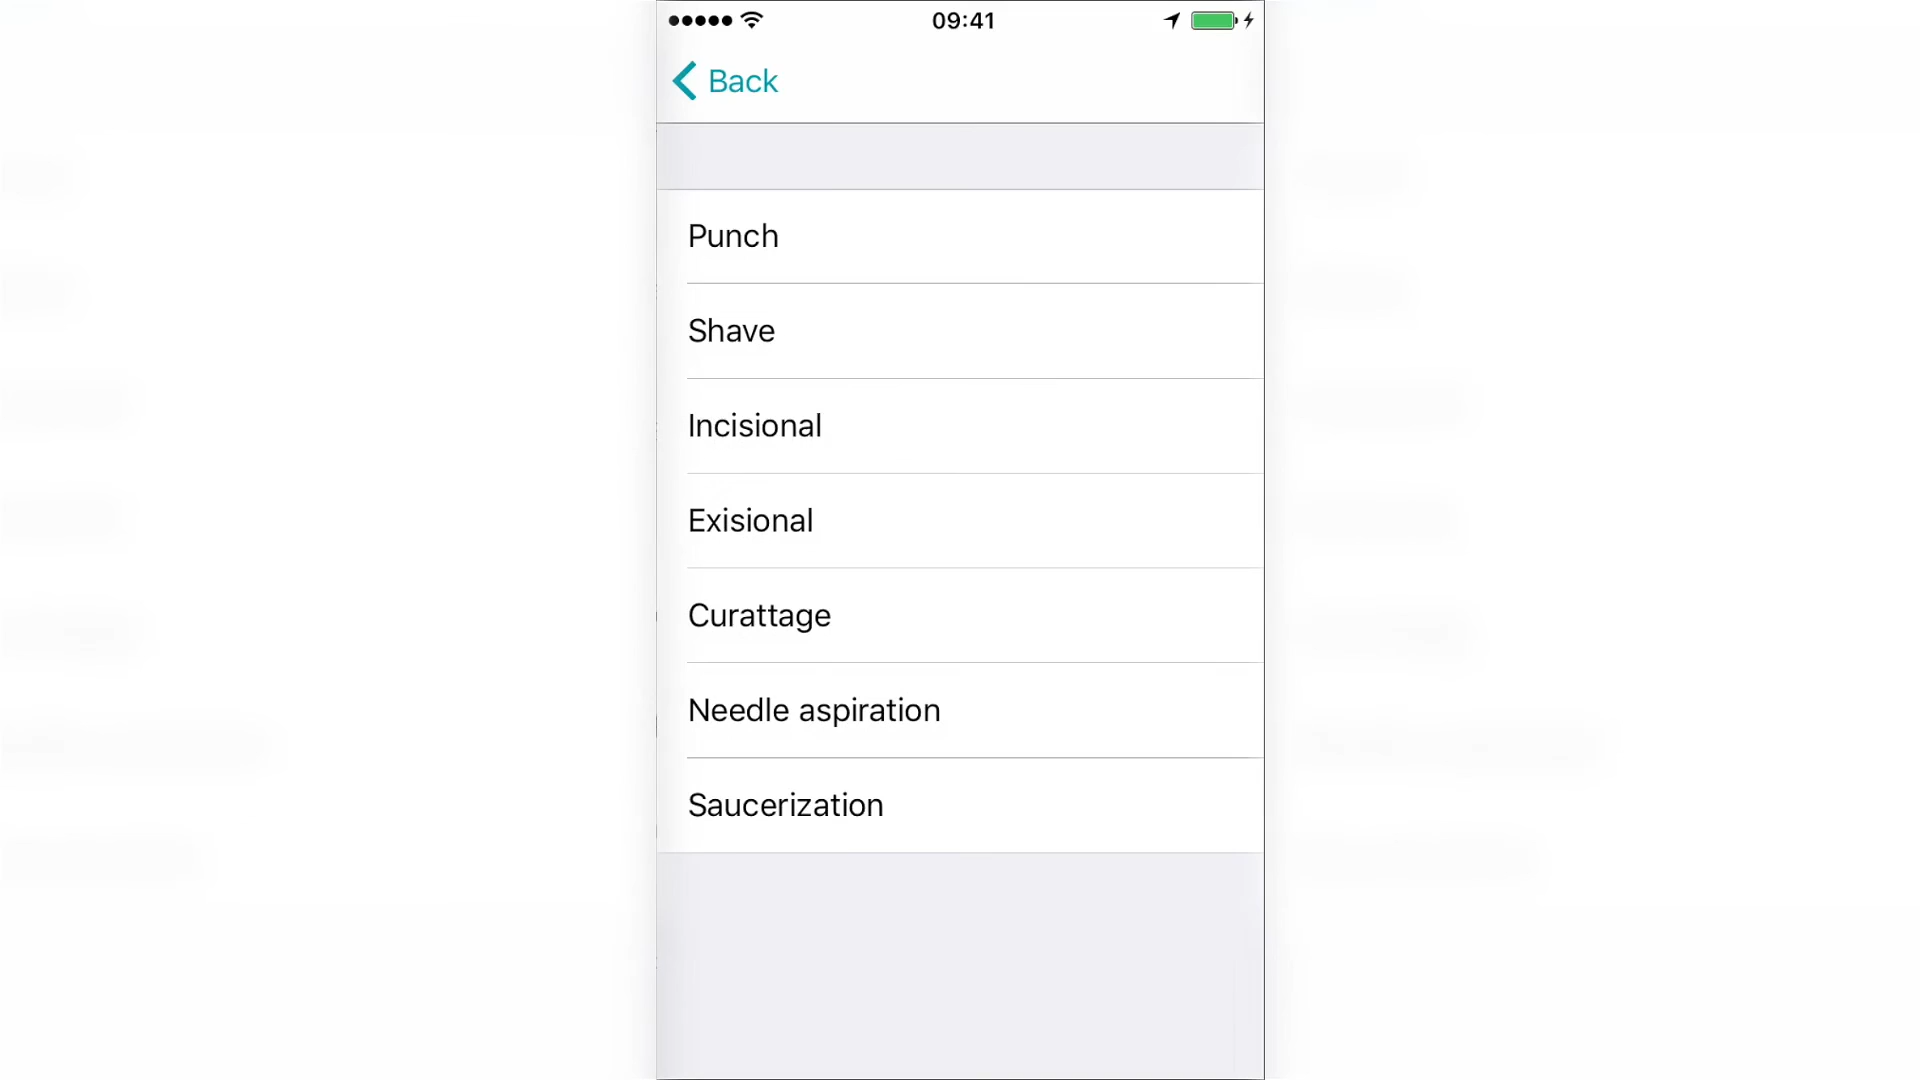 09:41
Back
Punch
Shave
Incisional
Exisional
Curattage
Needle aspiration
Saucerization